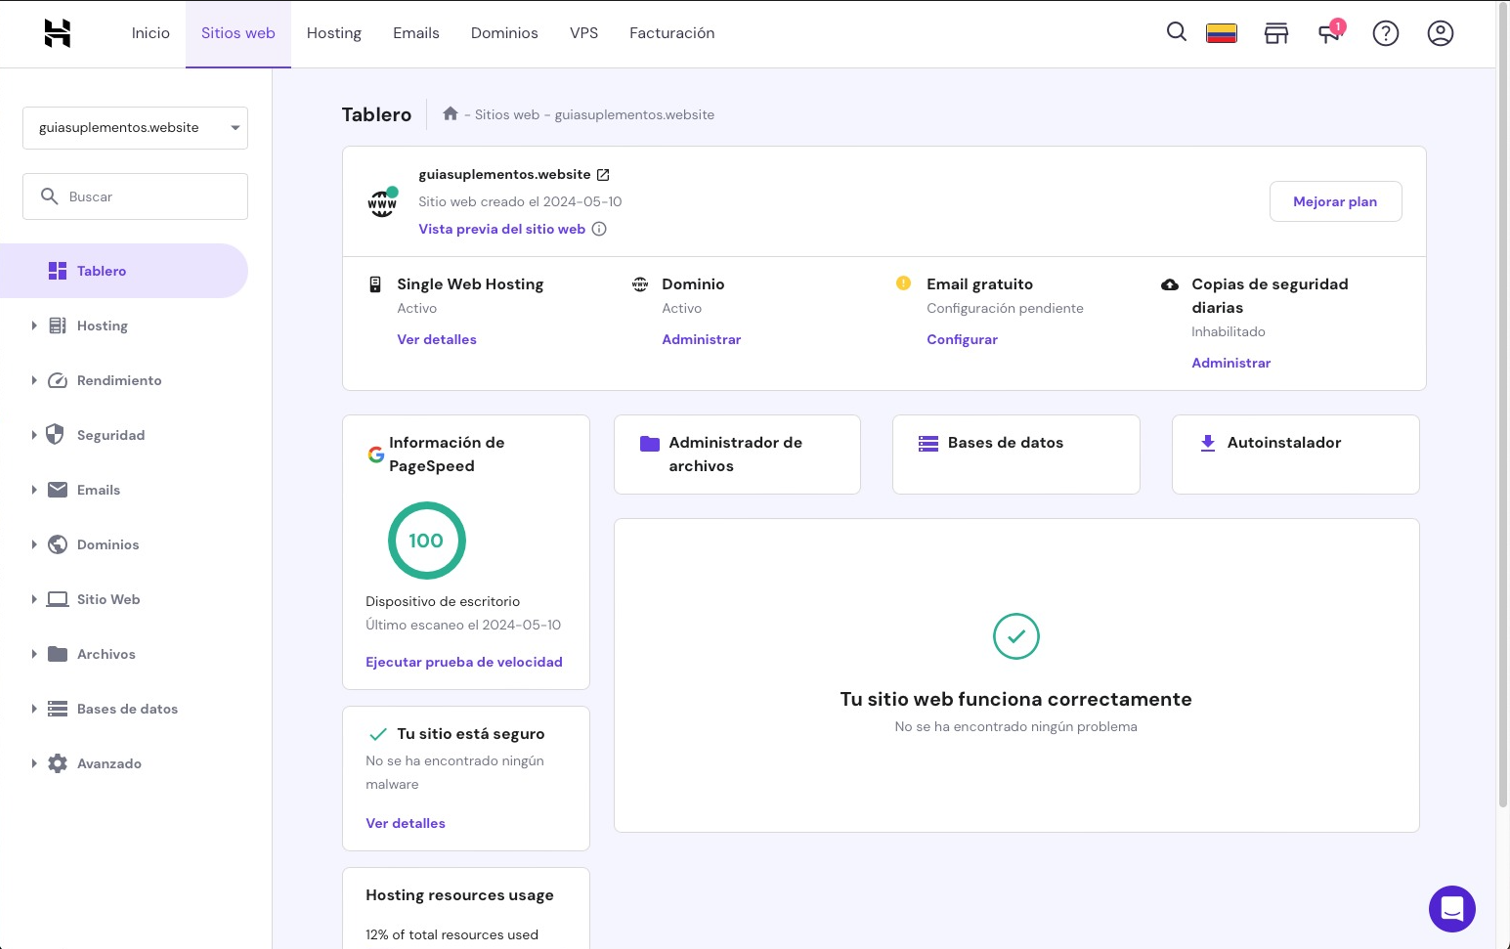 Inicio
Sitios web
Hosting
Emails
Dominios
VPS
Facturación
1
guiasuplementos.website
Buscar
Tablero
Hosting
Rendimiento
Seguridad
Emails
Dominios
Sitio Web
Archivos
Bases de datos
Avanzado
Tablero
- Sitios web - guiasuplementos.website
www
guiasuplementos.website
Sitio web creado el 2024-05-10
Vista previa del sitio web
Mejorar plan
Single Web Hosting
Activo
Ver detalles
www
Dominio
Activo
Administrar
Email gratuito
Configuración pendiente
Configurar
Copias de seguridad
diarias
Inhabilitado
Administrar
Información de
PageSpeed
100
Dispositivo de escritorio
Último escaneo el 2024-05-10
Ejecutar prueba de velocidad
Administrador de
archivos
Bases de datos
Autoinstalador
Tu sitio web funciona correctamente
No se ha encontrado ningún problema
Tu sitio está seguro
No se ha encontrado ningún
malware
Ver detalles
Hosting resources usage
12% of total resources used